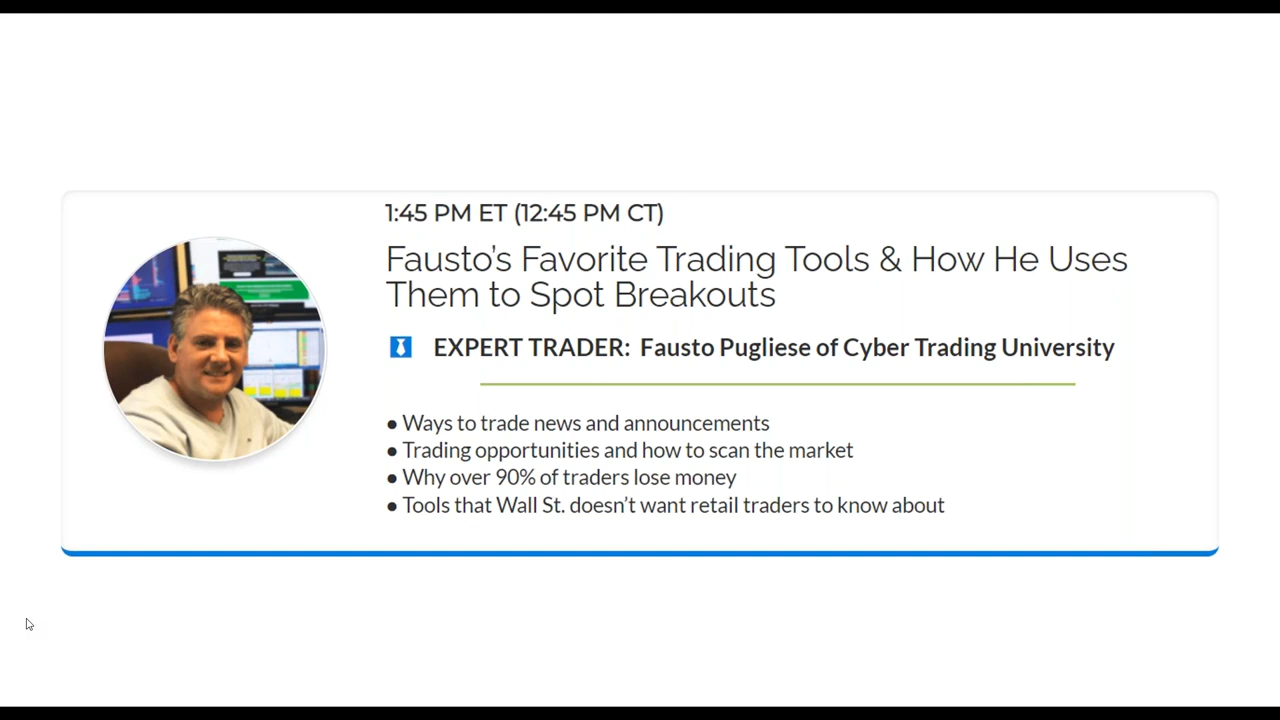 1:45 PM ET (12:45 PM CT)
Fausto’s Favorite Trading Tools & How He Uses
Them to Spot Breakouts
EXPERT TRADER: Fausto Pugliese of Cyber Trading University
● Ways to trade news and announcements
● Trading opportunities and how to scan the market
● Why over 90% of traders lose money
● Tools that Wall St. doesn’t want retail traders to know about